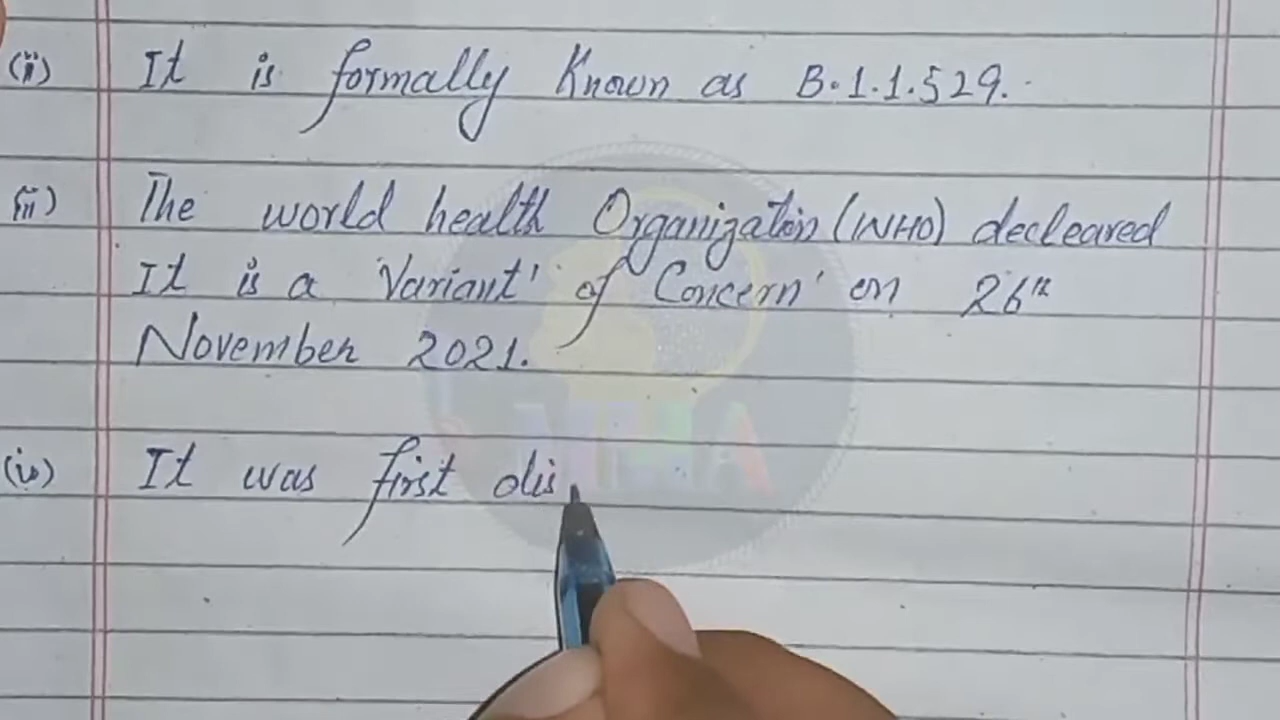 (ii) It is formally Known as B.1.1.529.
(iii) The world health Organization (WHO) decleared
It is a 'Variant' of Concern' on 26th
November 2021.
(iv) It was first dis
MIHA